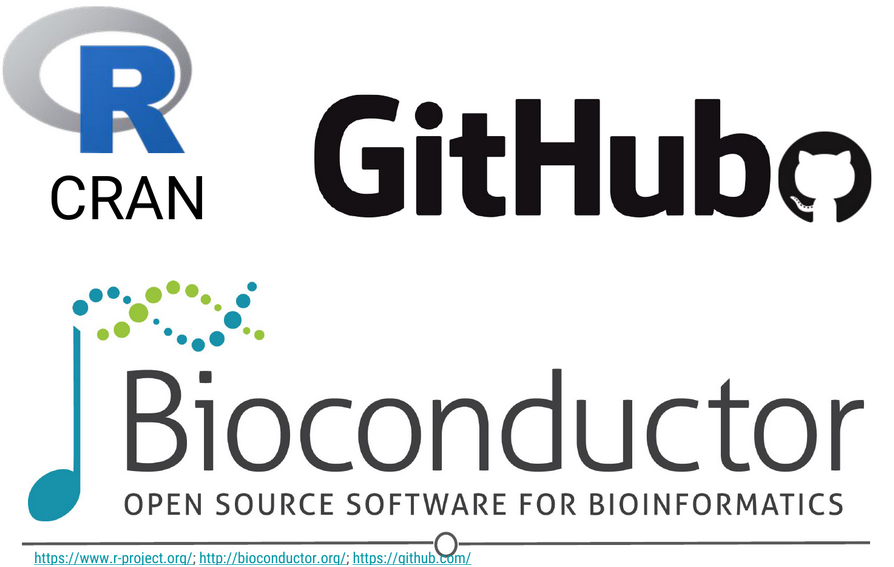 R
CRAN
GitHub
Bioconductor
OPEN SOURCE SOFTWARE FOR BIOINFORMATICS
https://www.r-project.org/; http://bioconductor.org/; https://github.com/